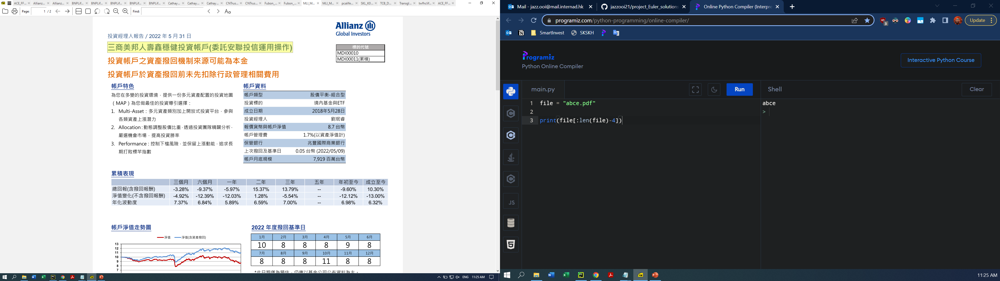 ACE_FF...
Allianz...
Allianz...
BNPLif...
BNPLif...
BNPLif...
BNPLif...
BNPLif...
Cathay...
Cathay...
Cathay...
CNTrus...
CNTrus...
Fubon_...
Fubon_...
MLI_M...
MLI_M...
pcalife...
SKL_K0...
TCB_D...
Transgl...
twfhclif...
ACE_FF...
Page: 1 / 2
Find:
Aa
Allianz
Global Investors
投資經理人報告 / 2022 年 5 月 31 日
三商美邦人壽鑫穩健投資帳戶(委託安聯投信運用操作)
標的代號
MDI00010
MDI00011(累積)
投資帳戶之資產撥回機制來源可能為本金
投資帳戶於資產撥回前未先扣除行政管理相關費用
帳戶特色
為您在多變的投資環境，提供一份多元資產配置的投資地圖
（MAP）為您做最佳的投資導引選擇：
1. Multi-Asset：多元資產類別加上開放式投資平台，參與
各類資產上漲潛力
2. Allocation：動態調整股債比重，透過投資團隊精闢分析，
嚴選機會市場，提高投資勝率
3. Performance：控制下檔風險，並保留上漲動能，追求長
期打敗標竿指數
帳戶資料
帳戶類型 股債平衡-組合型
投資標的 境內基金與ETF
成立日期 2018年5月28日
投資經理人 劉珉睿
報價貨幣與帳戶淨值 8.7 台幣
帳戶管理費 1.7%(以資產淨值計)
保管銀行 兆豐國際商業銀行
上次撥回及基準日 0.05 台幣 (2022/05/09)
帳戶月底規模 7,919 百萬台幣
累積表現
三個月 六個月 一年 二年 三年 五年 年初至今 成立至今
總回報(含撥回報酬) -3.28% -9.37% -5.97% 15.37% 13.79% -- -9.60% 10.30%
淨值變化(不含撥回報酬) -4.92% -12.39% -12.03% 1.28% -5.54% -- -12.12% -13.00%
年化波動度 7.37% 6.84% 5.89% 6.59% 7.00% -- 6.98% 6.32%
帳戶淨值走勢圖
淨值 淨值(含資產撥回)
13
12
11
10
9
8
7
2022 年度撥回基準日
1月 2月 3月 4月 5月 6月
10 8 8 8 9 8
7月 8月 9月 10月 11月 12月
8 8 8 11 8 8
*此日期僅為預估，仍應以基金公司公布資料為主。
ENG 11:25 AM
Mail - jazz.ooi@mail.internad.hk
jazzooi21/project_Euler_solutions
Online Python Compiler (Interpre
programiz.com/python-programming/online-compiler/
3
Update
SmartInvest
SKSKH
Programiz
Python Online Compiler
Interactive Python Course
main.py
Run
Shell
Clear
1 file = "abce.pdf"
2
3 print(file[:len(file)-4])
abce
>
JS
11:25 AM